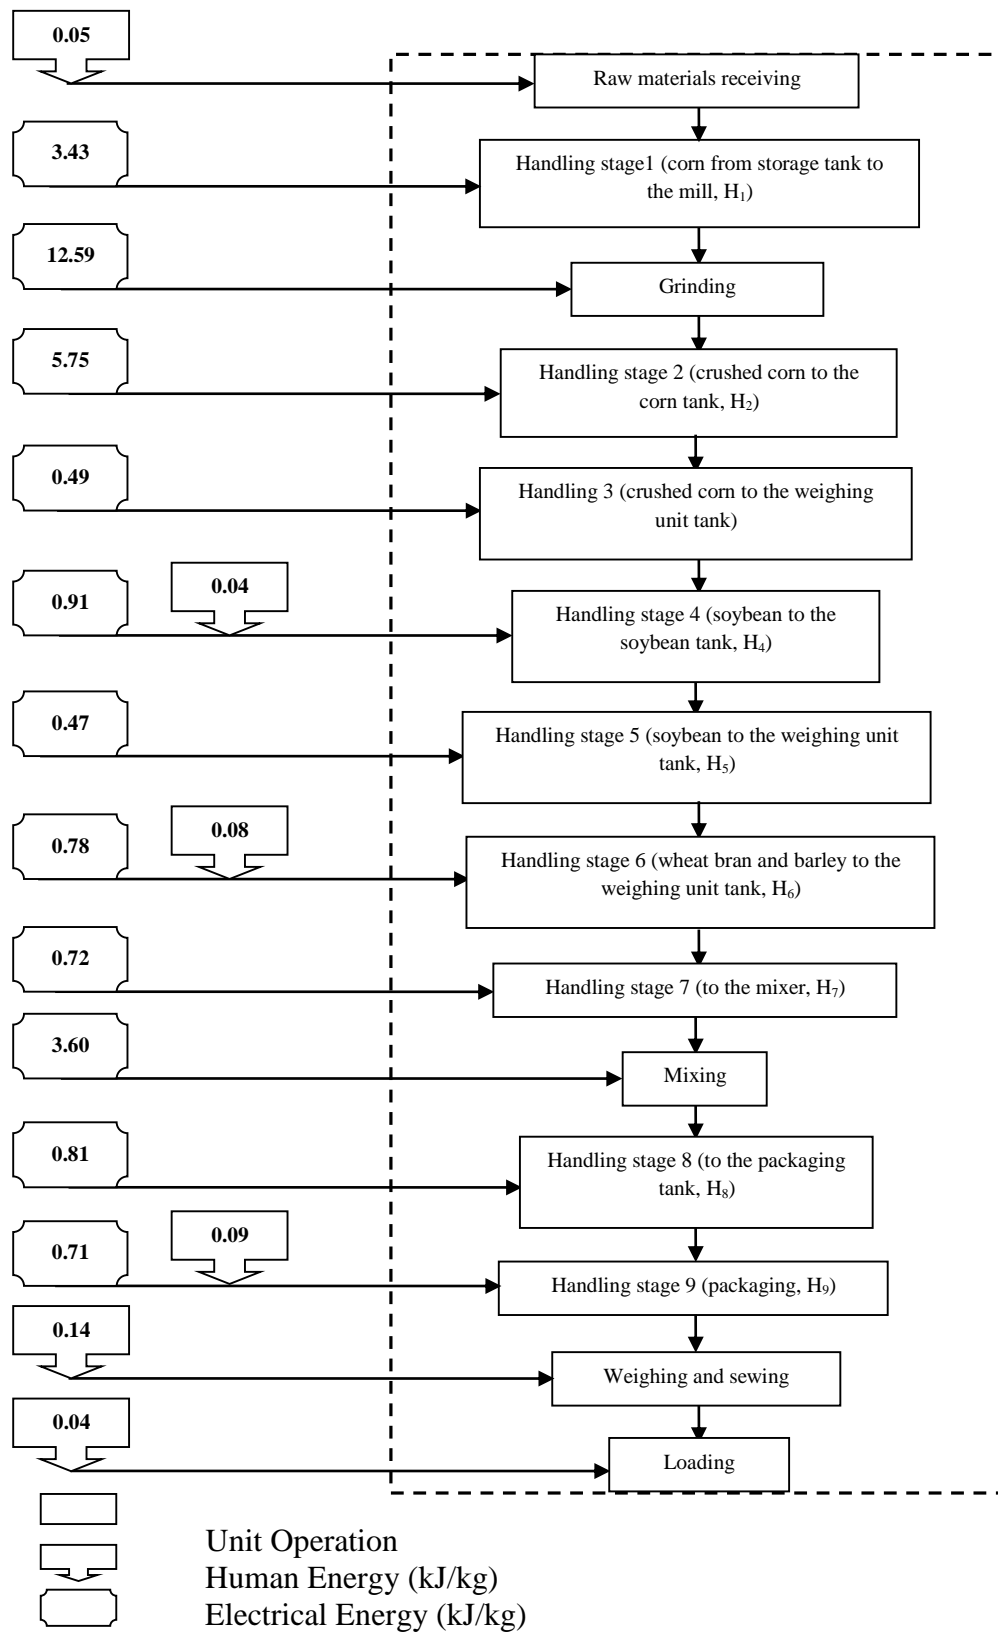 0.05
Raw materials receiving
3.43
Handling stage1 (corn from storage tank to
the mill, H₁)
12.59
Grinding
5.75
Handling stage 2 (crushed corn to the
corn tank, H₂)
0.49
Handling 3 (crushed corn to the weighing
unit tank)
0.91
0.04
Handling stage 4 (soybean to the
soybean tank, H₄)
0.47
Handling stage 5 (soybean to the weighing unit
tank, H₅)
0.78
0.08
Handling stage 6 (wheat bran and barley to the
weighing unit tank, H₆)
0.72
Handling stage 7 (to the mixer, H₇)
3.60
Mixing
0.81
Handling stage 8 (to the packaging
tank, H₈)
0.71
0.09
Handling stage 9 (packaging, H₉)
0.14
Weighing and sewing
0.04
Loading
Unit Operation
Human Energy (kJ/kg)
Electrical Energy (kJ/kg)